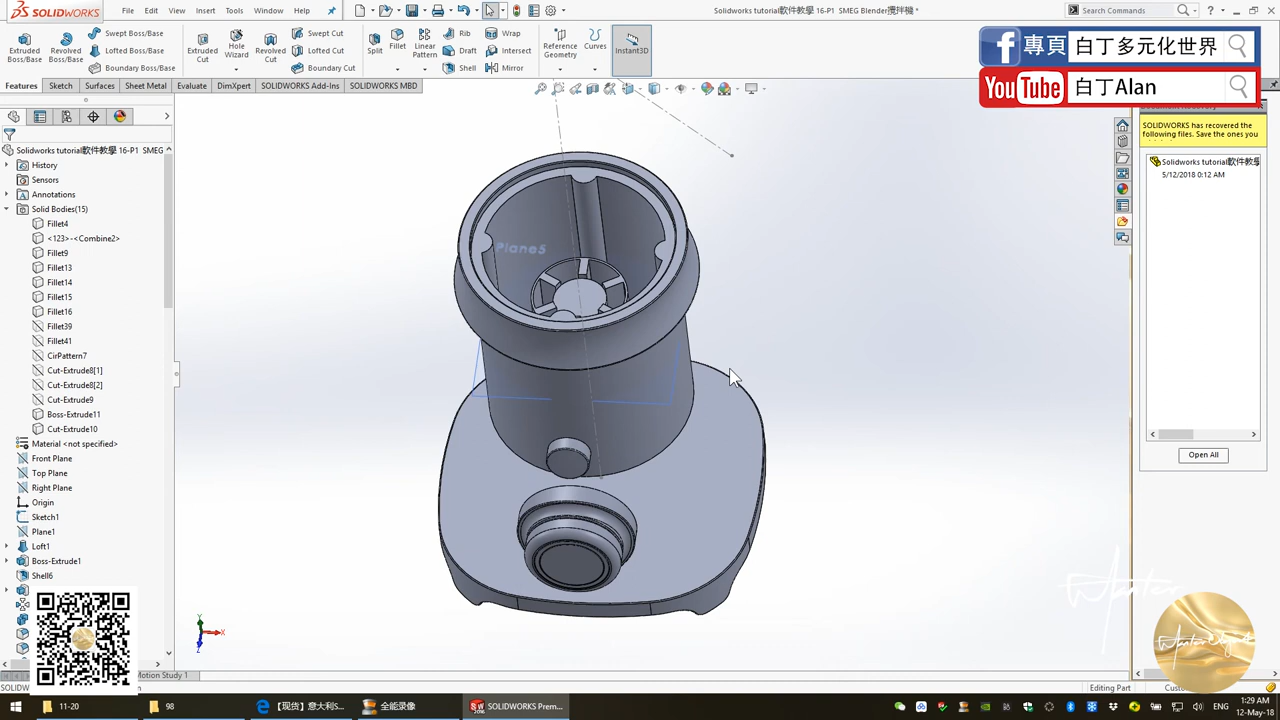 SOLIDWORKS
File Edit View Insert Tools Window Help
Solidworks tutorial軟件教學 16-P1 SMEG Blender攪拌機 *
Search Commands
Extruded Boss/Base
Revolved Boss/Base
Swept Boss/Base
Lofted Boss/Base
Boundary Boss/Base
Extruded Cut
Hole Wizard
Revolved Cut
Swept Cut
Lofted Cut
Boundary Cut
Split
Fillet
Linear Pattern
Rib
Draft
Shell
Wrap
Intersect
Mirror
Reference Geometry
Curves
Instant3D
專頁 白丁多元化世界
YouTube 白丁Alan
Features Sketch Surfaces Sheet Metal Evaluate DimXpert SOLIDWORKS Add-Ins SOLIDWORKS MBD
SOLIDWORKS has recovered the following files. Save the ones you
Solidworks tutorial軟件教學
5/12/2018 0:12 AM
Open All
Solidworks tutorial軟件教學 16-P1 SMEG
History
Sensors
Annotations
Solid Bodies(15)
Fillet4
<123>-<Combine2>
Fillet9
Fillet13
Fillet14
Fillet15
Fillet16
Fillet39
Fillet41
CirPattern7
Cut-Extrude8[1]
Cut-Extrude8[2]
Cut-Extrude9
Boss-Extrude11
Cut-Extrude10
Material <not specified>
Front Plane
Top Plane
Right Plane
Origin
Sketch1
Plane1
Loft1
Boss-Extrude1
Shell6
Plane5
Y
X
Z
Motion Study 1
SOLIDWO
Editing Part
11-20
98
【现货】意大利S...
全能录像
SOLIDWORKS Prem...
1:29 AM
12-May-18